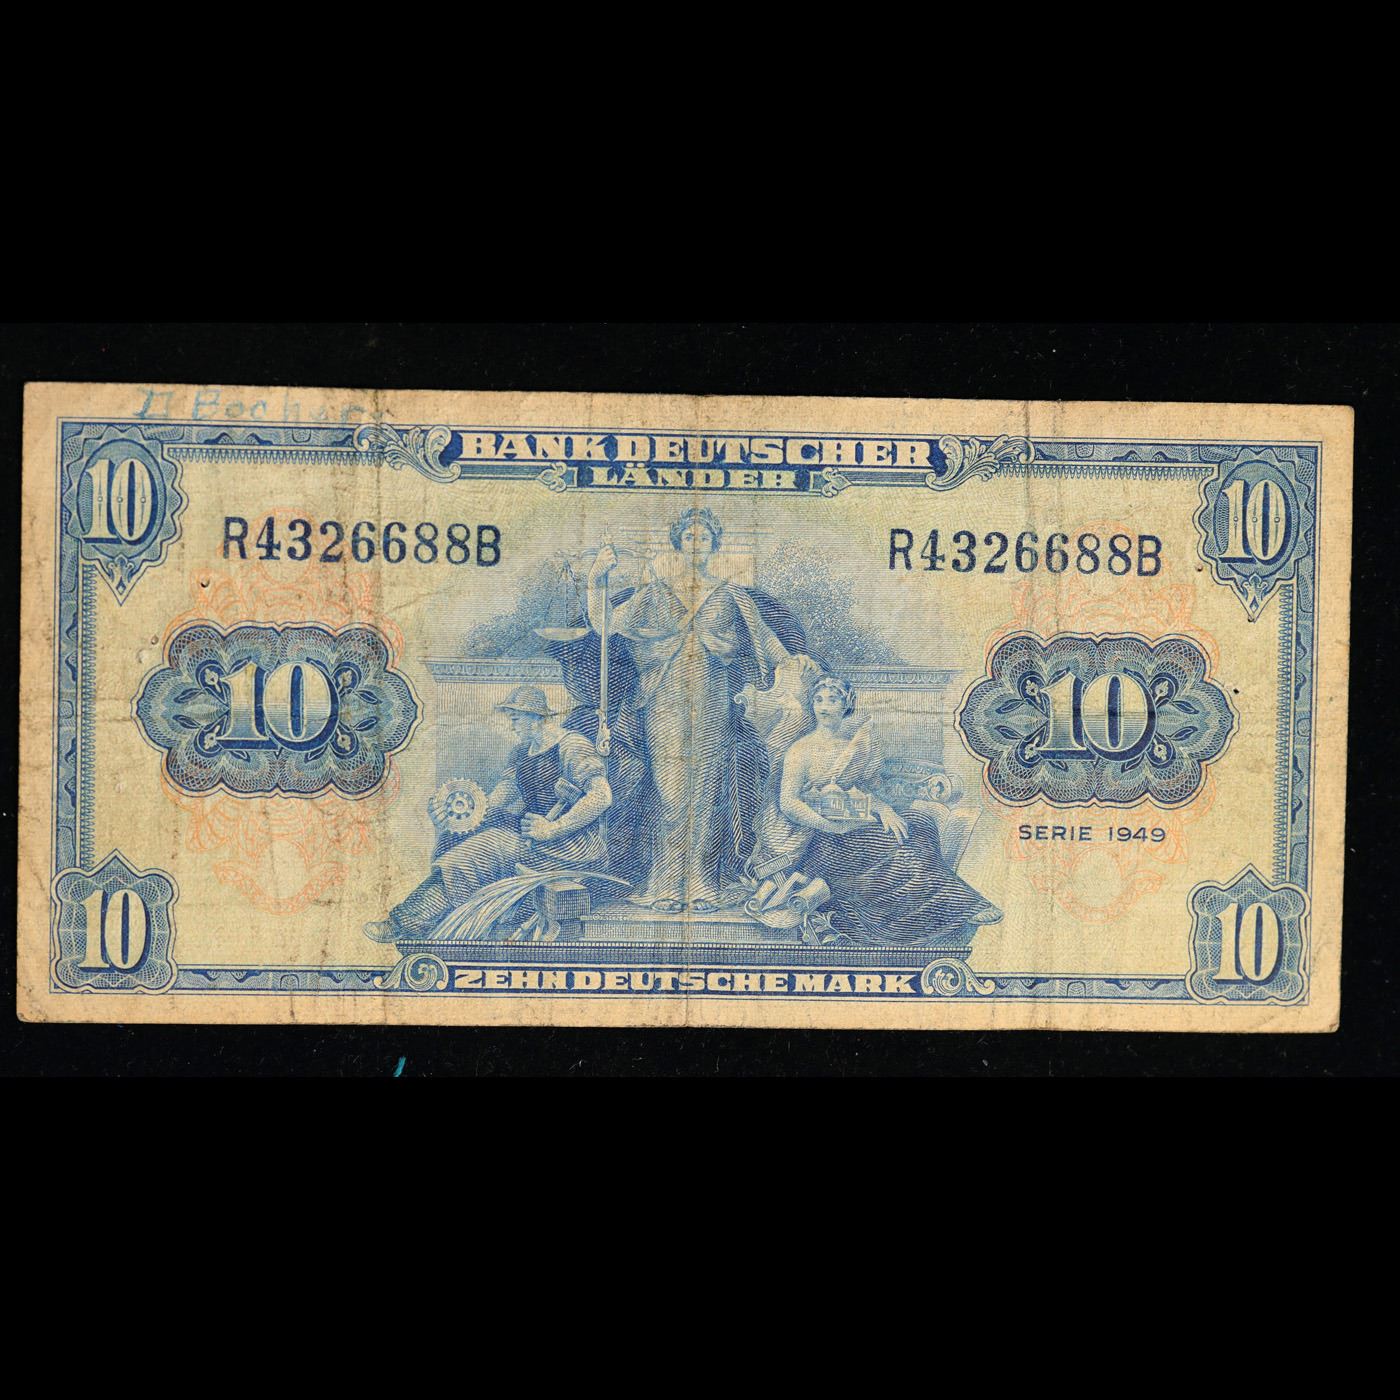 BANK DEUTSCHER
LÄNDER
10
10
R4326688B
R4326688B
10
10
SERIE 1949
10
10
ZEHN DEUTSCHE MARK